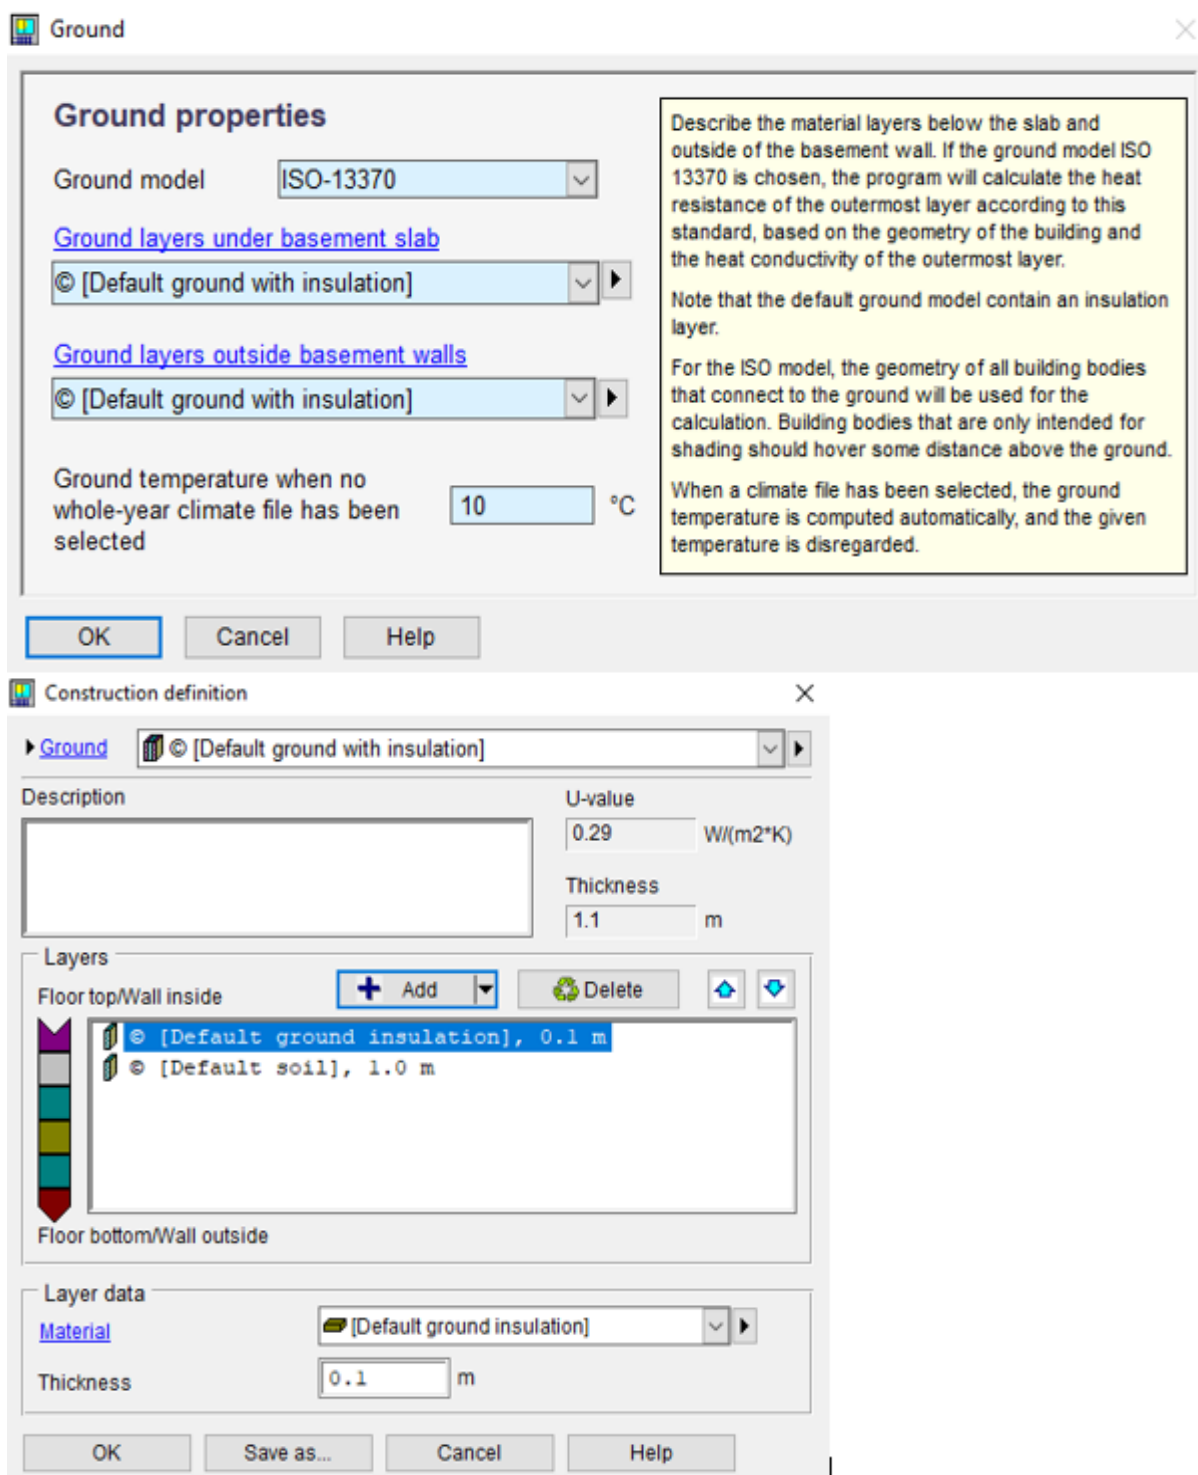 Ground
Ground properties
Ground model
ISO-13370
Ground layers under basement slab
© [Default ground with insulation]
Ground layers outside basement walls
© [Default ground with insulation]
Ground temperature when no
whole-year climate file has been
selected
10
°C
Describe the material layers below the slab and
outside of the basement wall. If the ground model ISO
13370 is chosen, the program will calculate the heat
resistance of the outermost layer according to this
standard, based on the geometry of the building and
the heat conductivity of the outermost layer.
Note that the default ground model contain an insulation
layer.
For the ISO model, the geometry of all building bodies
that connect to the ground will be used for the
calculation. Building bodies that are only intended for
shading should hover some distance above the ground.
When a climate file has been selected, the ground
temperature is computed automatically, and the given
temperature is disregarded.
OK
Cancel
Help
Construction definition
Ground
© [Default ground with insulation]
Description
U-value
0.29
W/(m2*K)
Thickness
1.1
m
Layers
Floor top/Wall inside
Add
Delete
© [Default ground insulation], 0.1 m
© [Default soil], 1.0 m
Floor bottom/Wall outside
Layer data
Material
[Default ground insulation]
Thickness
0.1
m
OK
Save as...
Cancel
Help